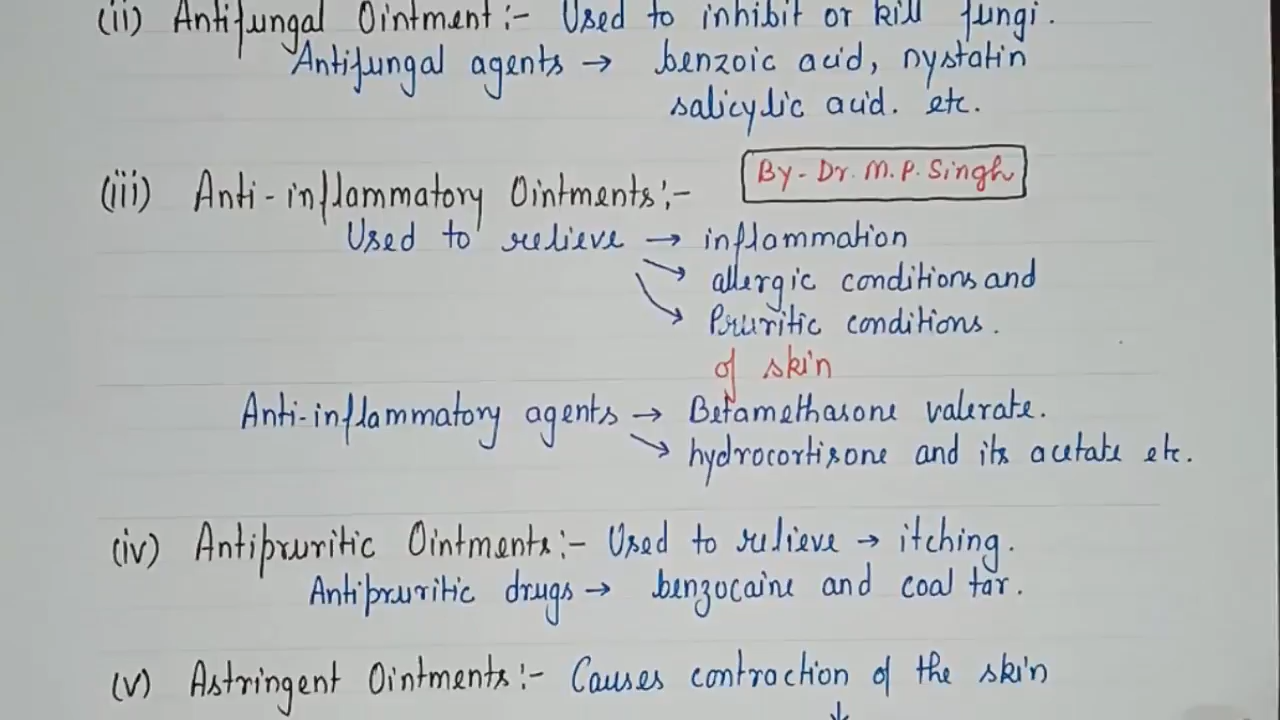 (ii) Antifungal Ointment :- Used to inhibit or kill fungi.
Antifungal agents → benzoic acid, nystatin
salicylic acid. etc.
By - Dr. M. P. Singh
(iii) Anti-inflammatory Ointments :-
Used to relieve → inflammation
→ allergic conditions and
→ Pruritic conditions.
of skin
Anti-inflammatory agents → Betamethasone valerate.
→ hydrocortisone and its acetate etc.
(iv) Antipruritic Ointments :- Used to relieve → itching.
Antipruritic drugs → benzocaine and coal tar.
(v) Astringent Ointments :- Causes contraction of the skin
↓